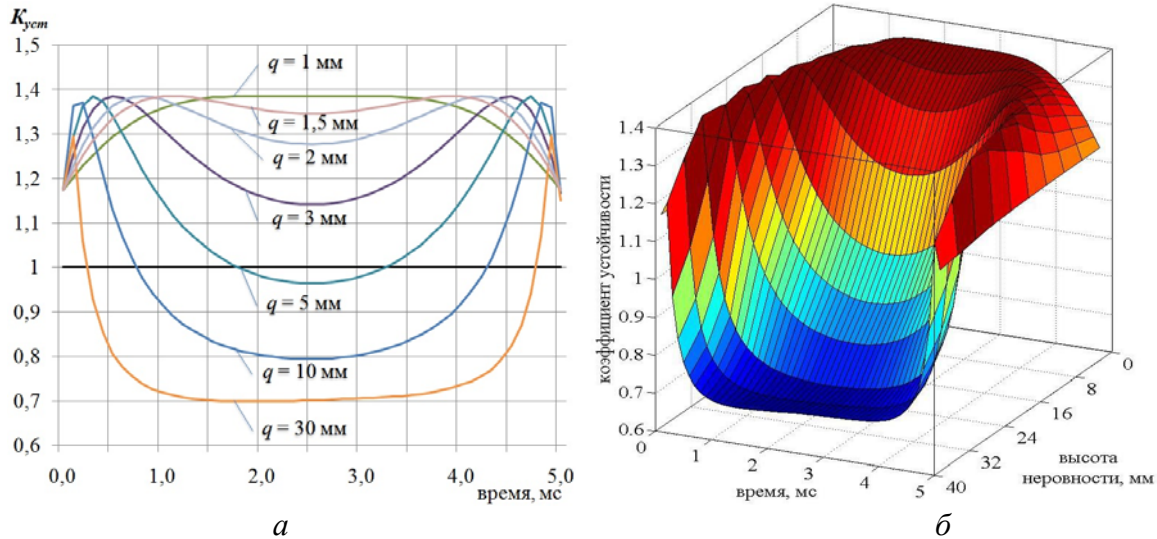 Kуст
1,5
1,4
1,3
1,2
1,1
1
0,9
0,8
0,7
0,6
0,0 1,0 2,0 3,0 4,0 5,0
время, мс
q = 1 мм
q = 1,5 мм
q = 2 мм
q = 3 мм
q = 5 мм
q = 10 мм
q = 30 мм
а
коэффициент устойчивости
1.4
1.3
1.2
1.1
1
0.9
0.8
0.7
0.6
0 1 2 3 4 5
время, мс
40 32 24 16 8 0
высота
неровности, мм
б